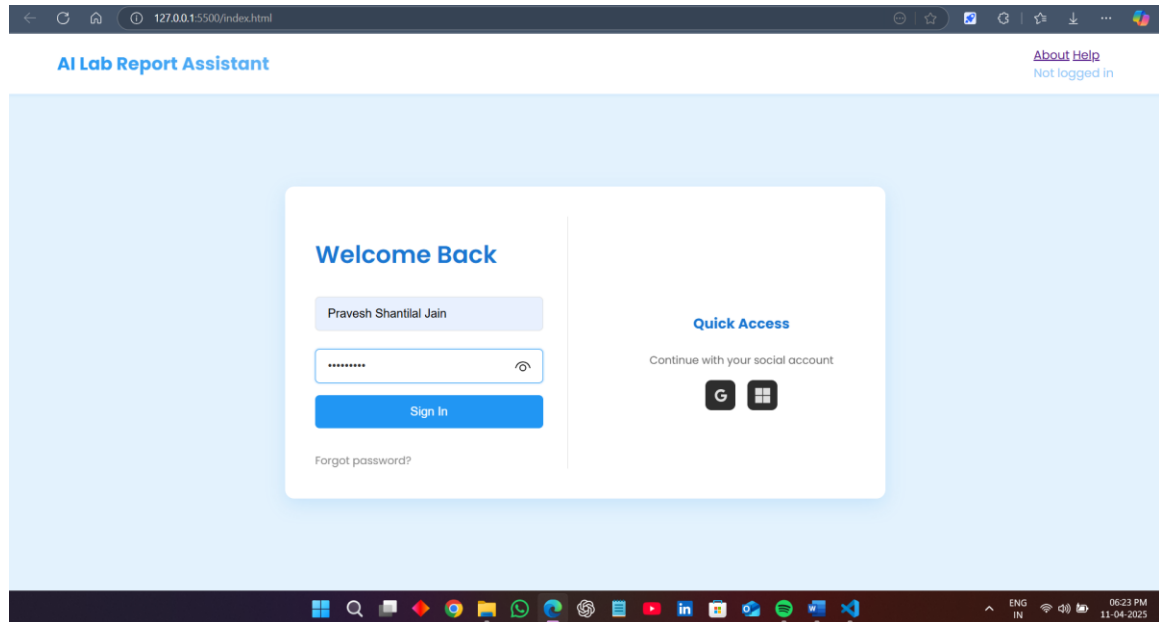 127.0.0.1:5500/index.html
AI Lab Report Assistant
About Help
Not logged in
Welcome Back
Pravesh Shantilal Jain
•••••••••
Sign In
Forgot password?
Quick Access
Continue with your social account
G
in
W
ENG
IN
06:23 PM
11-04-2025